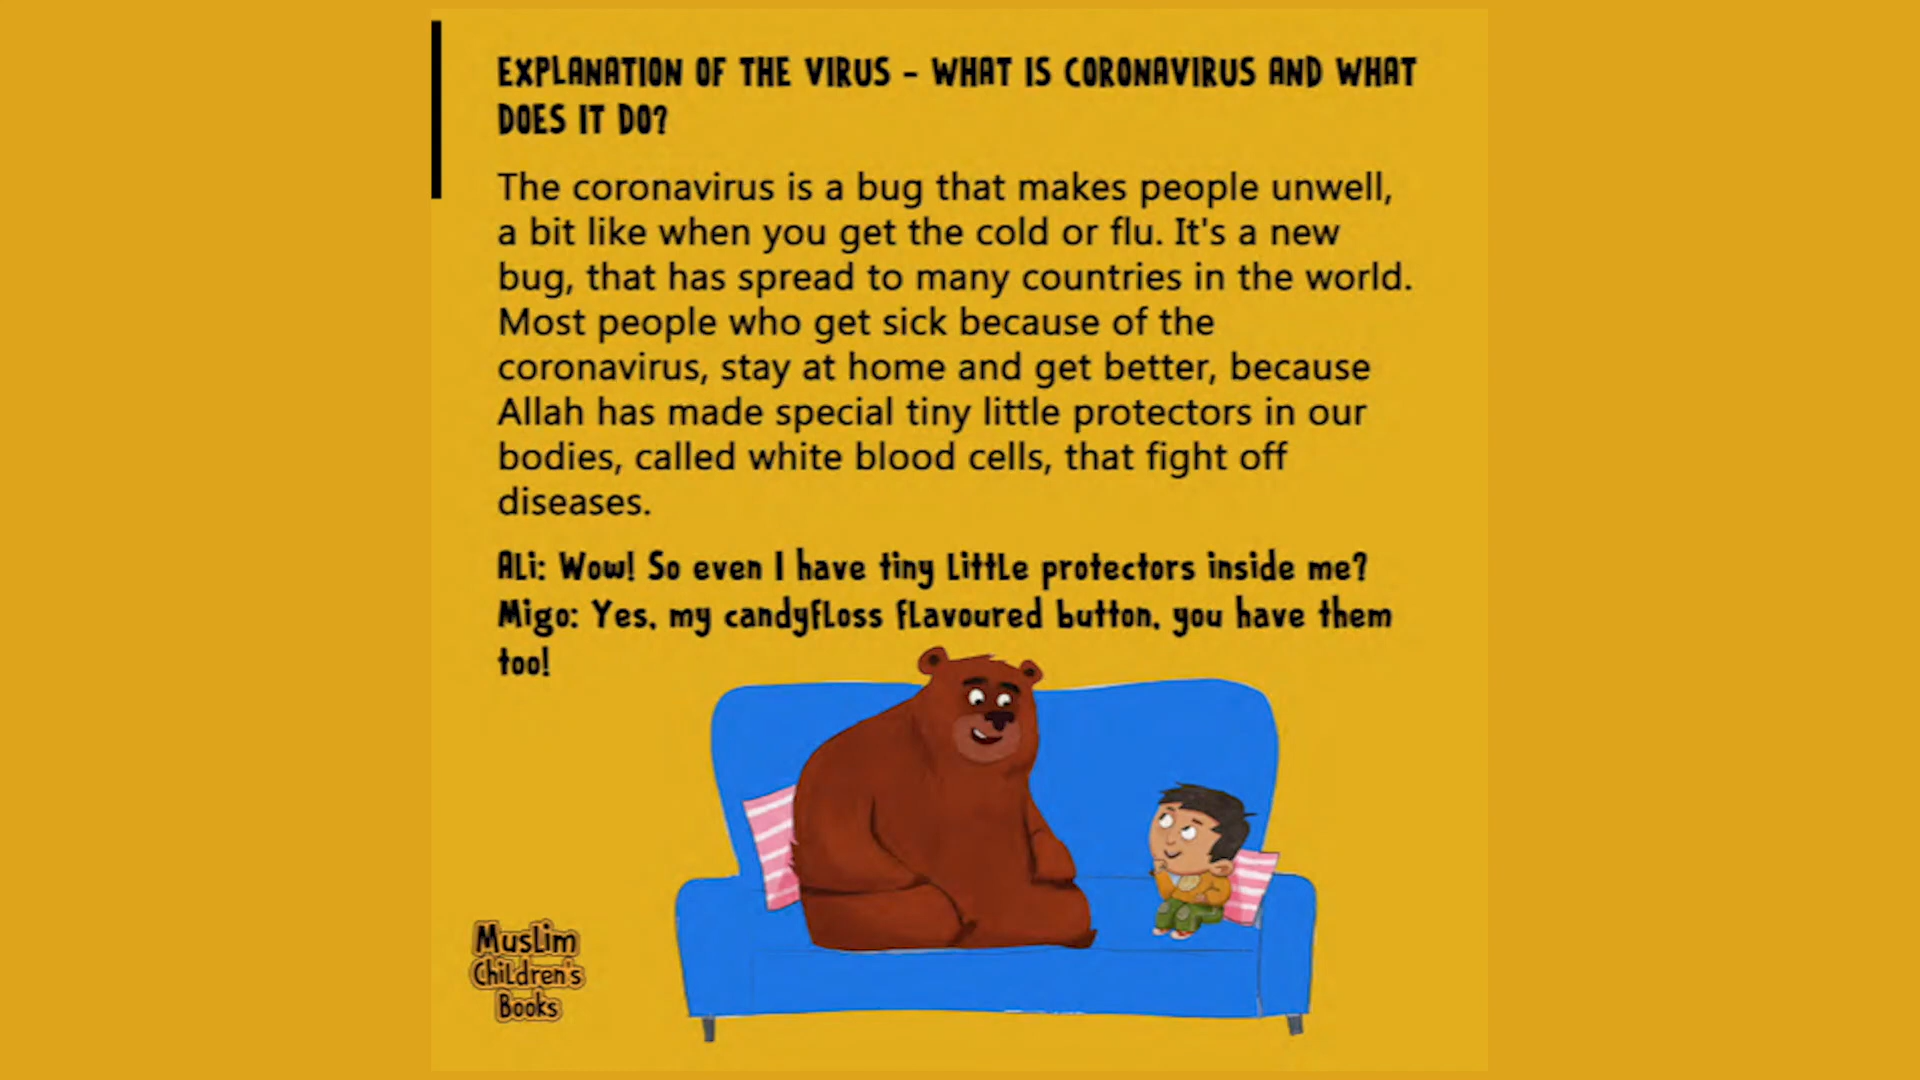 EXPLANATION OF THE VIRUS - WHAT IS CORONAVIRUS AND WHAT
DOES IT DO?
The coronavirus is a bug that makes people unwell,
a bit like when you get the cold or flu. It's a new
bug, that has spread to many countries in the world.
Most people who get sick because of the
coronavirus, stay at home and get better, because
Allah has made special tiny little protectors in our
bodies, called white blood cells, that fight off
diseases.
Ali: Wow! So even I have tiny little protectors inside me?
Migo: Yes, my candyfloss flavoured button, you have them
too!
Muslim
Children's
Books